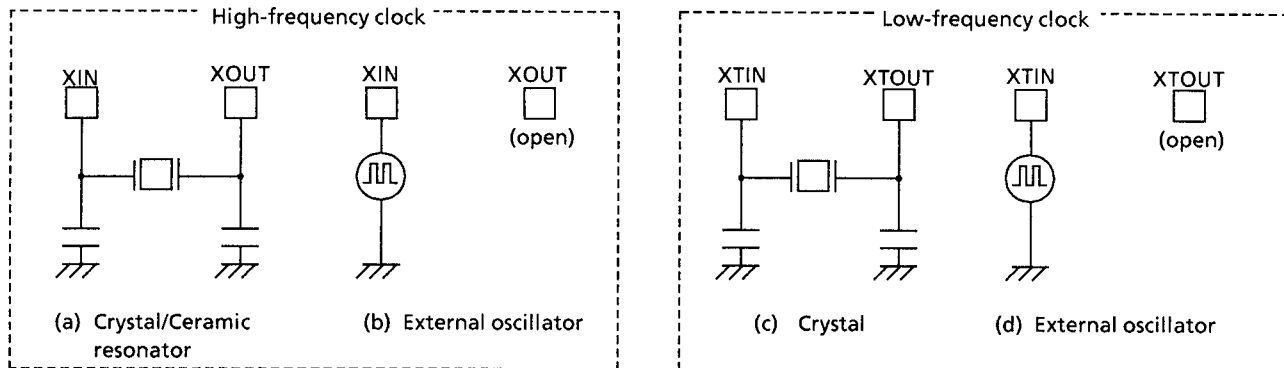 High-frequency clock
XIN
XOUT
XIN
XOUT
(open)
(a) Crystal/Ceramic
resonator
(b) External oscillator
Low-frequency clock
XTIN
XTOUT
XTIN
XTOUT
(open)
(c) Crystal
(d) External oscillator